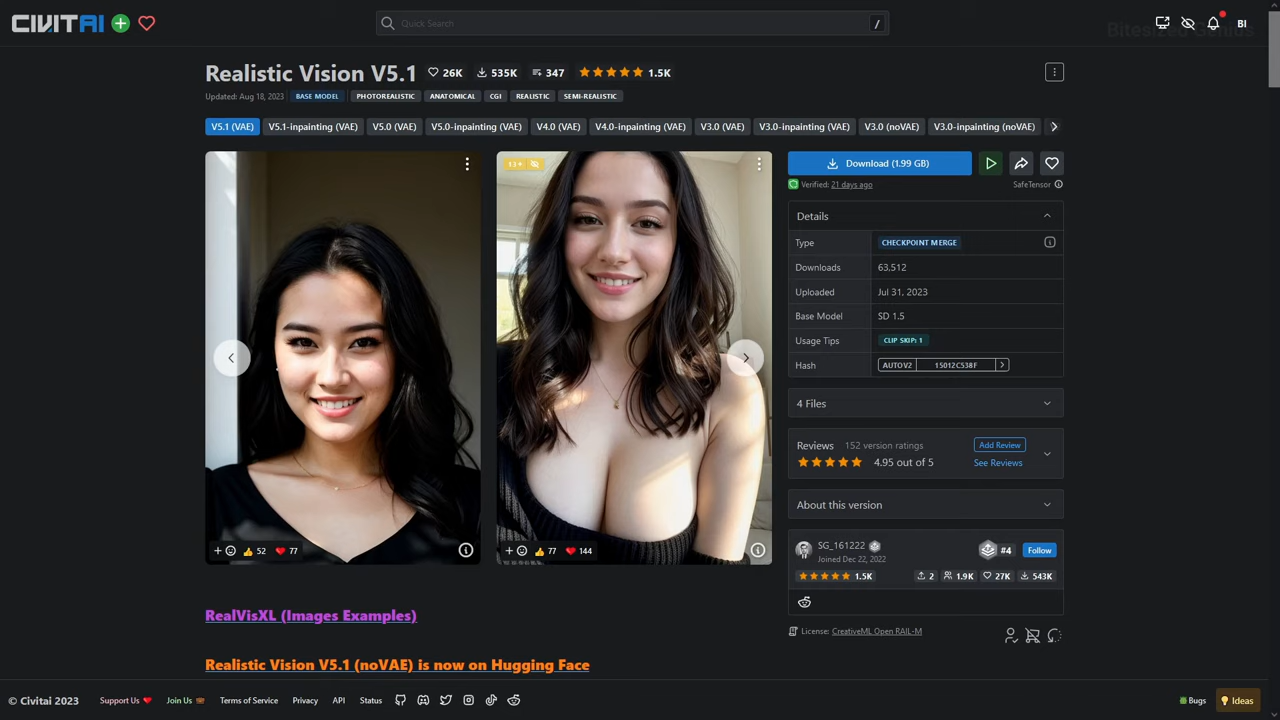 CIVITAI
Quick Search
/
BI
Bitesized Genius
Realistic Vision V5.1
26K
535K
347
1.5K
Updated: Aug 18, 2023
BASE MODEL
PHOTOREALISTIC
ANATOMICAL
CGI
REALISTIC
SEMI-REALISTIC
V5.1 (VAE)
V5.1-inpainting (VAE)
V5.0 (VAE)
V5.0-inpainting (VAE)
V4.0 (VAE)
V4.0-inpainting (VAE)
V3.0 (VAE)
V3.0-inpainting (VAE)
V3.0 (noVAE)
V3.0-inpainting (noVAE)
52
77
77
144
Download (1.99 GB)
Verified: 21 days ago
SafeTensor
Details
Type
CHECKPOINT MERGE
Downloads
63,512
Uploaded
Jul 31, 2023
Base Model
SD 1.5
Usage Tips
CLIP SKIP: 1
Hash
AUTOV2
15012C538F
4 Files
Reviews
152 version ratings
Add Review
4.95 out of 5
See Reviews
About this version
SG_161222
Joined Dec 22, 2022
#4
Follow
1.5K
2
1.9K
27K
543K
License: CreativeML Open RAIL-M
RealVisXL (Images Examples)
Realistic Vision V5.1 (noVAE) is now on Hugging Face
© Civitai 2023
Support Us
Join Us
Terms of Service
Privacy
API
Status
Bugs
Ideas